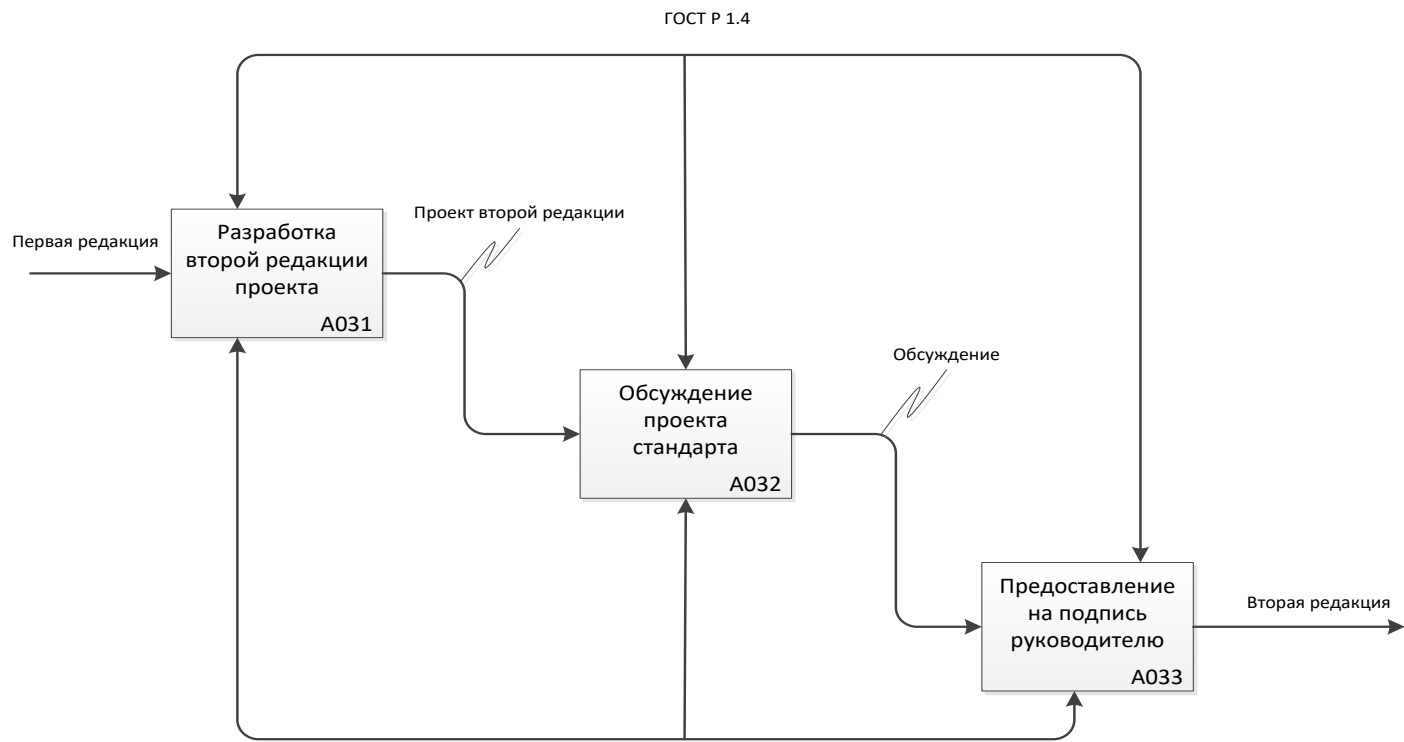 ГОСТ Р 1.4
Первая редакция
Разработка
второй редакции
проекта
А031
Проект второй редакции
Обсуждение
проекта
стандарта
А032
Обсуждение
Предоставление
на подпись
руководителю
А033
Вторая редакция